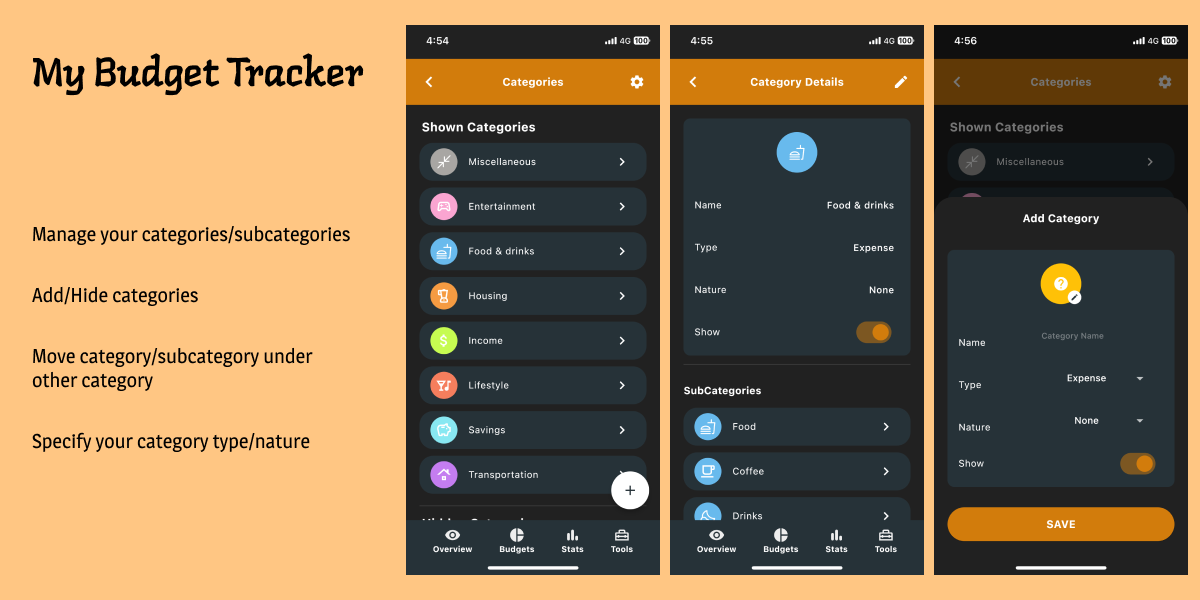 My Budget Tracker
Manage your categories/subcategories
Add/Hide categories
Move category/subcategory under
other category
Specify your category type/nature
4:54
4G 100
Categories
Shown Categories
Miscellaneous
Entertainment
Food & drinks
Housing
$ Income
Lifestyle
Savings
Transportation
+
Overview Budgets Stats Tools
4:55
4G 100
Category Details
Name Food & drinks
Type Expense
Nature None
Show
SubCategories
Food
Coffee
Drinks
Overview Budgets Stats Tools
4:56
4G 100
Categories
Shown Categories
Miscellaneous
Add Category
?
Name Category Name
Type Expense
Nature None
Show
SAVE